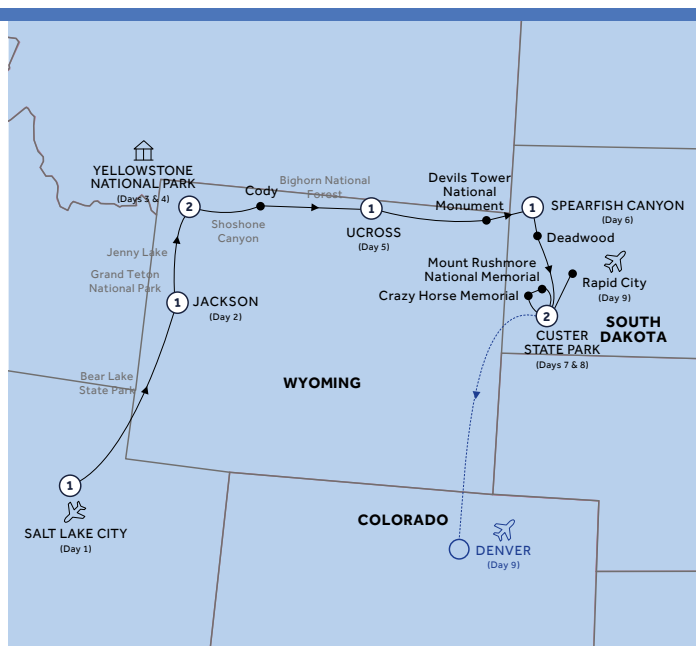 YELLOWSTONE
NATIONAL PARK
(Days 3 & 4)
2
Cody
Bighorn National
Forest
Shoshone
Canyon
1
UCROSS
(Day 5)
Devils Tower
National
Monument
1
SPEARFISH CANYON
(Day 6)
Deadwood
Mount Rushmore
National Memorial
Crazy Horse Memorial
Rapid City
(Day 9)
2
CUSTER
STATE PARK
(Days 7 & 8)
SOUTH
DAKOTA
Jenny Lake
Grand Teton
National Park
1
JACKSON
(Day 2)
Bear Lake
State Park
WYOMING
1
SALT LAKE CITY
(Day 1)
COLORADO
DENVER
(Day 9)